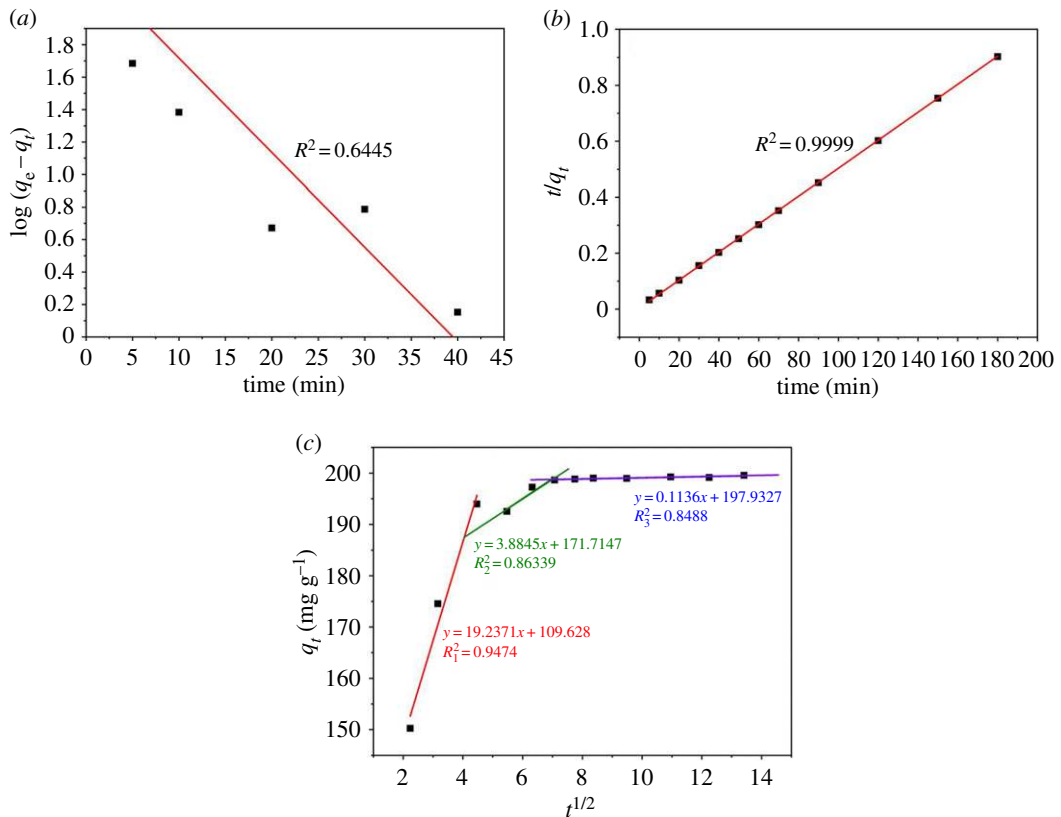 (a)
1.8
1.6
1.4
1.2
1.0
0.8
0.6
0.4
0.2
0
log (qe – qt)
R² = 0.6445
0 5 10 15 20 25 30 35 40 45
time (min)
(b)
1.0
0.8
0.6
0.4
0.2
0
t/qt
R² = 0.9999
0 20 40 60 80 100 120 140 160 180 200
time (min)
(c)
200
190
180
170
160
150
qt (mg g⁻¹)
y = 0.1136x + 197.9327
R₃² = 0.8488
y = 3.8845x + 171.7147
R₂² = 0.86339
y = 19.2371x + 109.628
R₁² = 0.9474
2 4 6 8 10 12 14
t^1/2